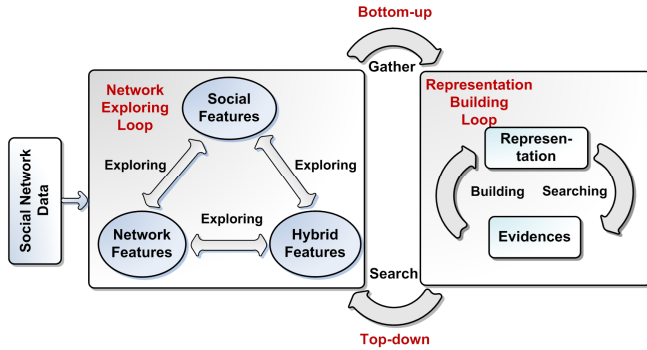 Bottom-up
Gather
Network
Exploring
Loop
Social
Features
Exploring
Exploring
Exploring
Network
Features
Hybrid
Features
Social Network
Data
Representation
Building
Loop
Represen-
tation
Building
Searching
Evidences
Search
Top-down